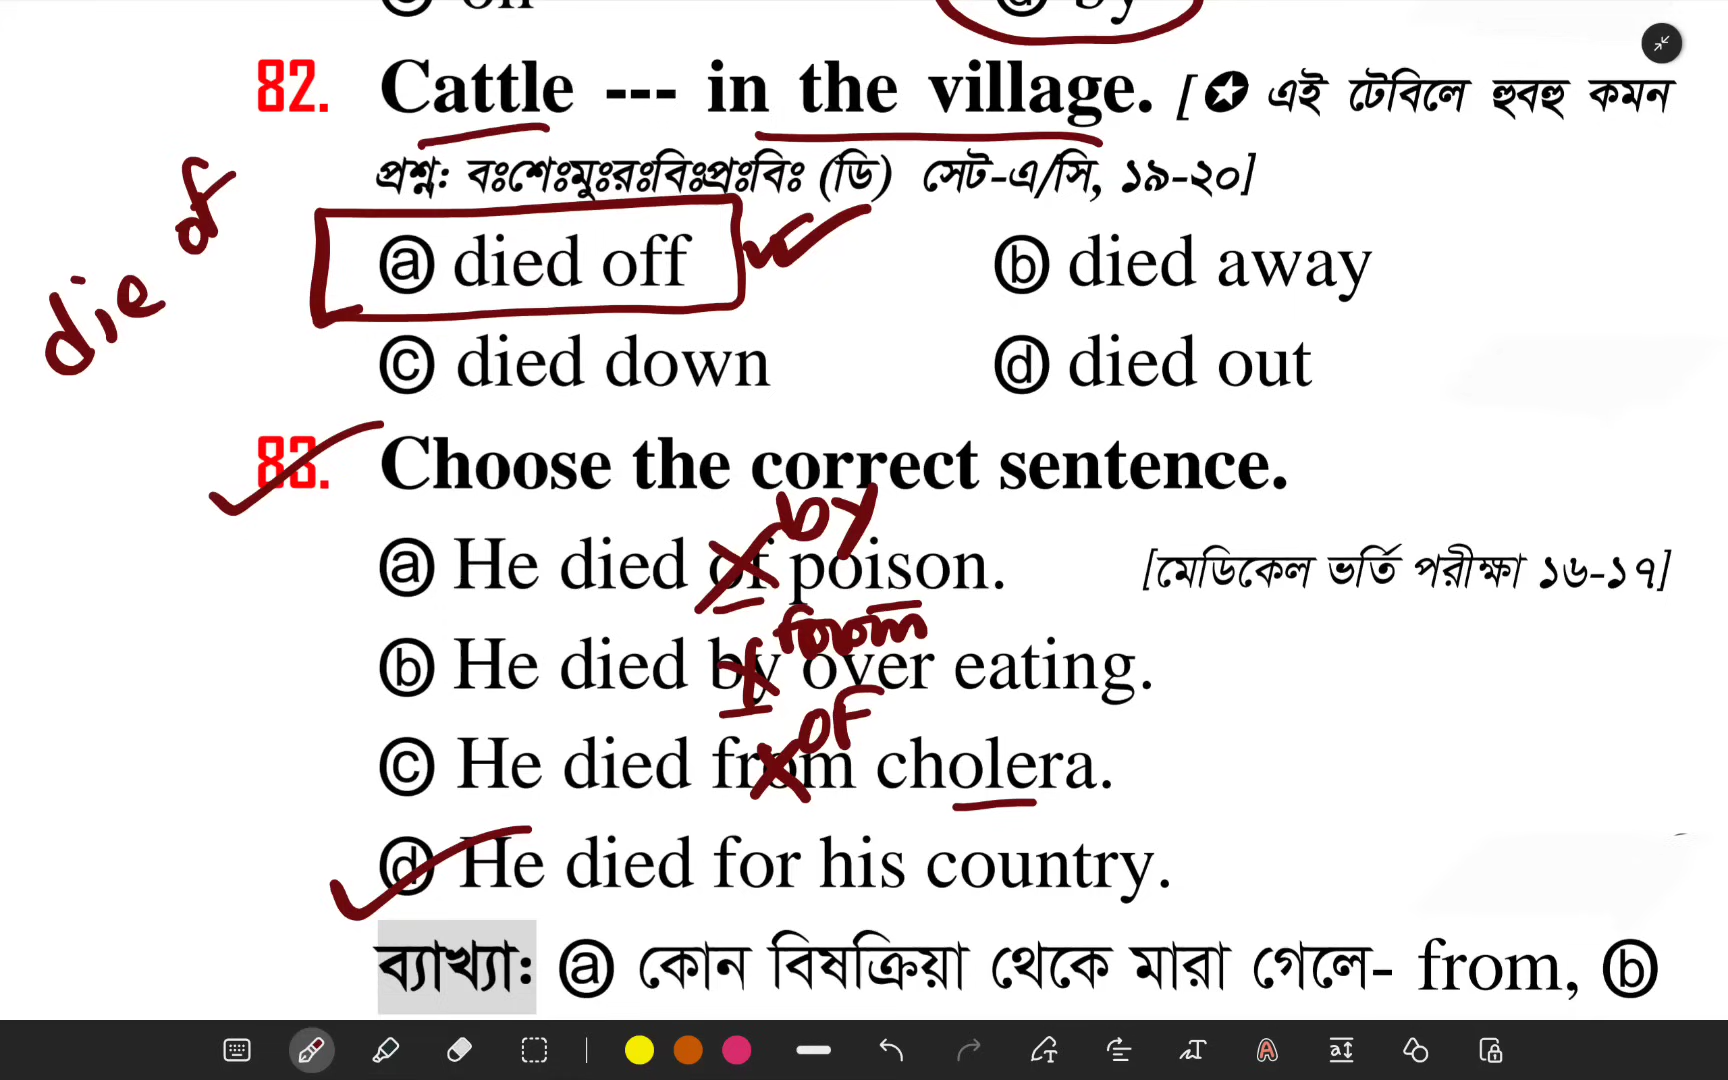 ⓒ on ⓓ by
82. Cattle --- in the village. [✪ এই টেবিলে হুবহু কমন
প্রশ্ন: বঃশেঃমুঃরঃবিঃপ্রঃবিঃ (ডি) সেট-এ/সি, ১৯-২০]
die of
ⓐ died off ⓑ died away
ⓒ died down ⓓ died out
83. Choose the correct sentence.
by
ⓐ He died of poison. [মেডিকেল ভর্তি পরীক্ষা ১৬-১৭]
from
ⓑ He died by over eating.
of
ⓒ He died from cholera.
ⓓ He died for his country.
ব্যাখ্যা: ⓐ কোন বিষক্রিয়া থেকে মারা গেলে- from, ⓑ